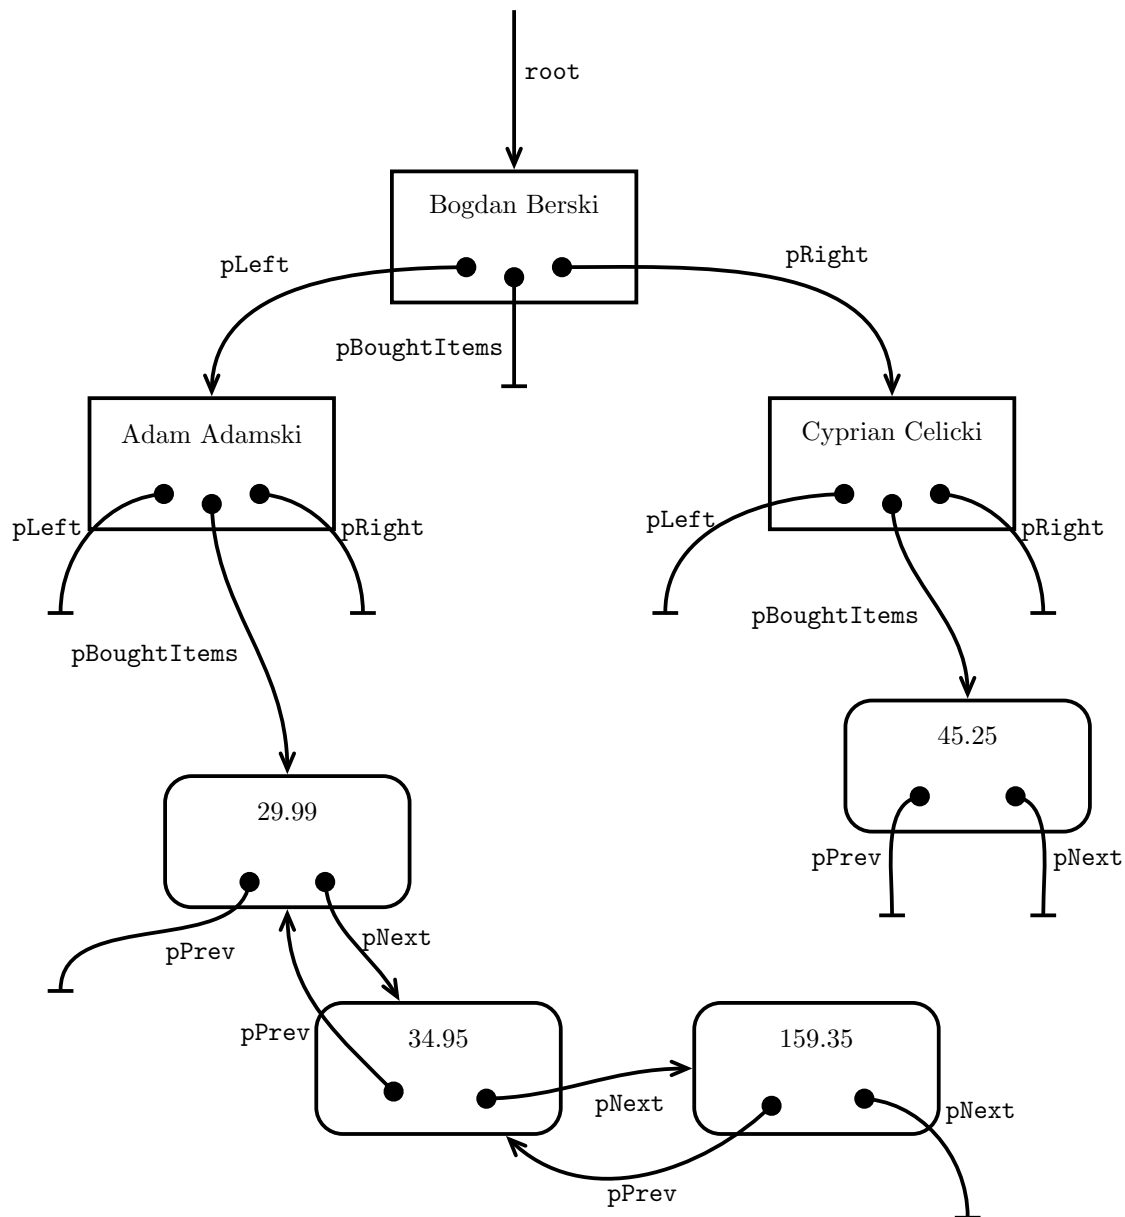 root
Bogdan Berski
pLeft
pRight
pBoughtItems
Adam Adamski
Cyprian Celicki
pLeft
pRight
pLeft
pRight
pBoughtItems
pBoughtItems
45.25
29.99
pPrev
pNext
pPrev
pNext
pPrev
34.95
159.35
pNext
pNext
pPrev